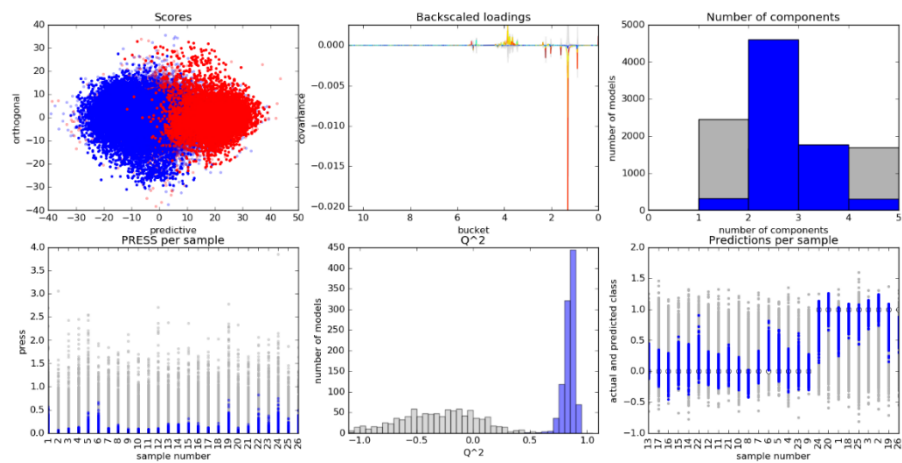 Scores
orthogonal
40
30
20
10
0
−10
−20
−30
−40
−40 −30 −20 −10 0 10 20 30 40 50
predictive
Backscaled loadings
covariance
0.000
−0.005
−0.010
−0.015
−0.020
10 8 6 4 2 0
bucket
Number of components
number of models
5000
4000
3000
2000
1000
0
0 1 2 3 4 5
number of components
PRESS per sample
press
4.0
3.5
3.0
2.5
2.0
1.5
1.0
0.5
0.0
1 2 3 4 5 6 7 8 9 10 11 12 13 14 15 16 17 18 19 20 21 22 23 24 25 26
sample number
Q^2
number of models
450
400
350
300
250
200
150
100
50
0
−1.0 −0.5 0.0 0.5 1.0
Q^2
Predictions per sample
actual and predicted class
2.0
1.5
1.0
0.5
0.0
−0.5
−1.0
13 17 16 15 14 22 12 11 21 10 8 7 6 5 4 23 9 24 20 1 18 25 3 2 19 26
sample number